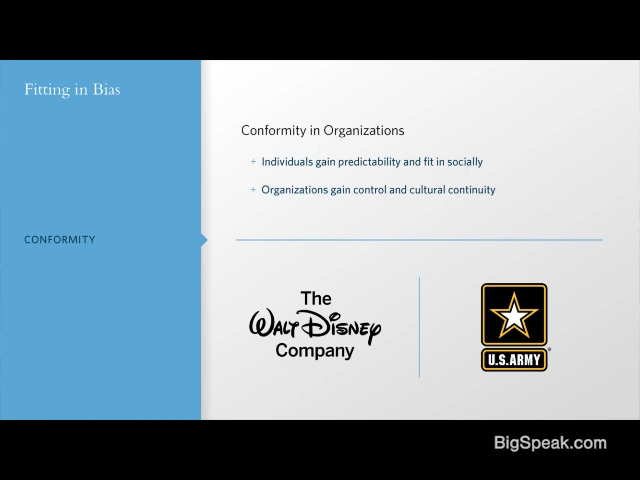 Fitting in Bias
Conformity in Organizations
+ Individuals gain predictability and fit in socially
+ Organizations gain control and cultural continuity
CONFORMITY
The
WALT DISNEY
Company
U.S.ARMY
®
BigSpeak.com